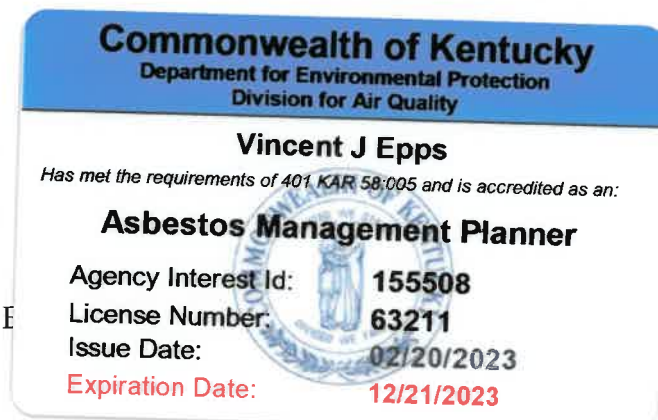 Commonwealth of Kentucky
Department for Environmental Protection
Division for Air Quality
Vincent J Epps
Has met the requirements of 401 KAR 58:005 and is accredited as an:
Asbestos Management Planner
Agency Interest Id: 155508
License Number: 63211
Issue Date: 02/20/2023
Expiration Date: 12/21/2023